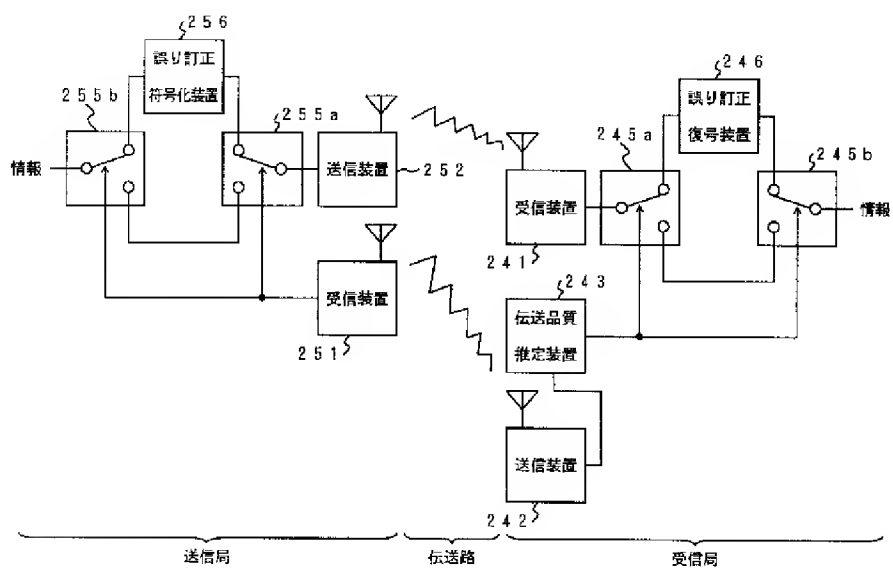 256
誤り訂正
符号化装置
255b
255a
情報
送信装置
252
受信装置
251
246
誤り訂正
復号装置
245a
245b
受信装置
241
情報
243
伝送品質
推定装置
送信装置
242
送信局
伝送路
受信局